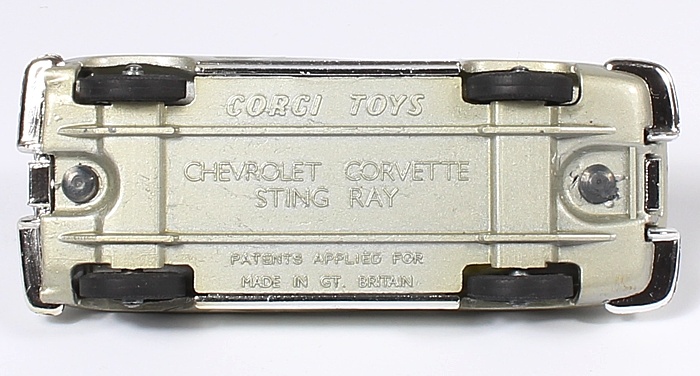 CORGI TOYS
CHEVROLET CORVETTE
STING RAY
PATENTS APPLIED FOR
MADE IN GT. BRITAIN